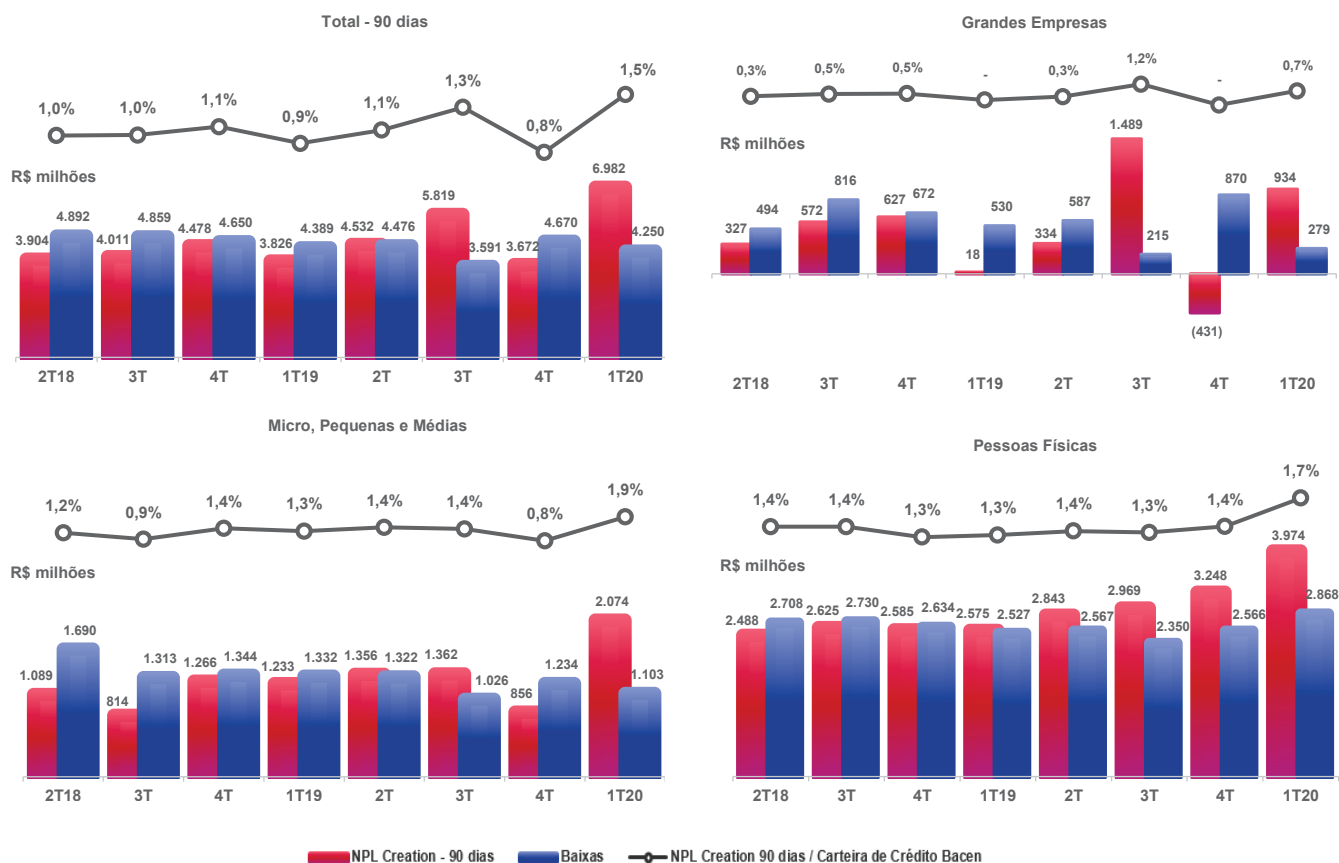 Total - 90 dias
1,0% 1,0% 1,1% 0,9% 1,1% 1,3% 0,8% 1,5%
R$ milhões
3.904 4.892 4.011 4.859 4.478 4.650 3.826 4.389 4.532 4.476 5.819 3.591 3.672 4.670 6.982 4.250
2T18 3T 4T 1T19 2T 3T 4T 1T20
Grandes Empresas
0,3% 0,5% 0,5% - 0,3% 1,2% - 0,7%
R$ milhões
327 494 572 816 627 672 18 530 334 587 1.489 215 (431) 870 934 279
2T18 3T 4T 1T19 2T 3T 4T 1T20
Micro, Pequenas e Médias
1,2% 0,9% 1,4% 1,3% 1,4% 1,4% 0,8% 1,9%
R$ milhões
1.089 1.690 814 1.313 1.266 1.344 1.233 1.332 1.356 1.322 1.362 1.026 856 1.234 2.074 1.103
2T18 3T 4T 1T19 2T 3T 4T 1T20
Pessoas Físicas
1,4% 1,4% 1,3% 1,3% 1,4% 1,3% 1,4% 1,7%
R$ milhões
2.488 2.708 2.625 2.730 2.585 2.634 2.575 2.527 2.843 2.567 2.969 2.350 3.248 2.566 3.974 2.868
2T18 3T 4T 1T19 2T 3T 4T 1T20
NPL Creation - 90 dias Baixas NPL Creation 90 dias / Carteira de Crédito Bacen